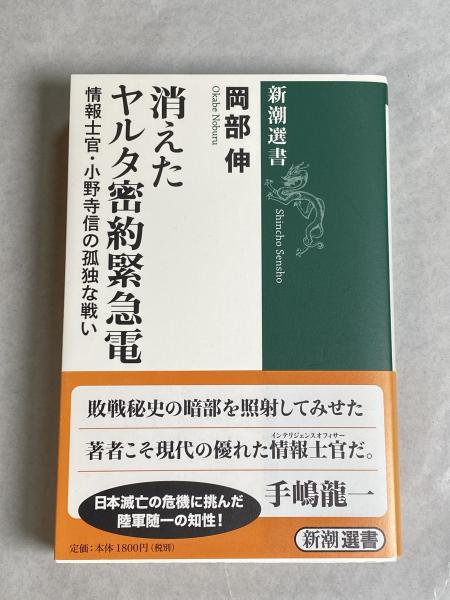 新潮選書
Shincho Sensho
岡部 伸
Okabe Noburu
消えた
ヤルタ密約緊急電
情報士官・小野寺信の孤独な戦い
敗戦秘史の暗部を照射してみせた
インテリジェンスオフィサー
著者こそ現代の優れた情報士官だ。
手嶋龍一
日本滅亡の危機に挑んだ
陸軍随一の知性!
定価:本体1800円(税別)
新潮選書